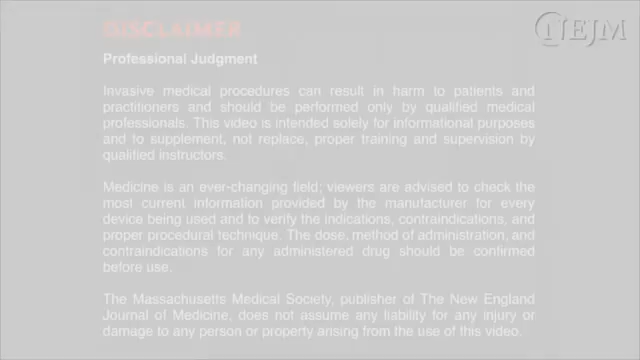 DISCLAIMER
NEJM
Professional Judgment
Invasive medical procedures can result in harm to patients and
practitioners and should be performed only by qualified medical
professionals. This video is intended solely for informational purposes
and to supplement, not replace, proper training and supervision by
qualified instructors.
Medicine is an ever-changing field; viewers are advised to check the
most current information provided by the manufacturer for every
device being used and to verify the indications, contraindications, and
proper procedural technique. The dose, method of administration, and
contraindications for any administered drug should be confirmed
before use.
The Massachusetts Medical Society, publisher of The New England
Journal of Medicine, does not assume any liability for any injury or
damage to any person or property arising from the use of this video.